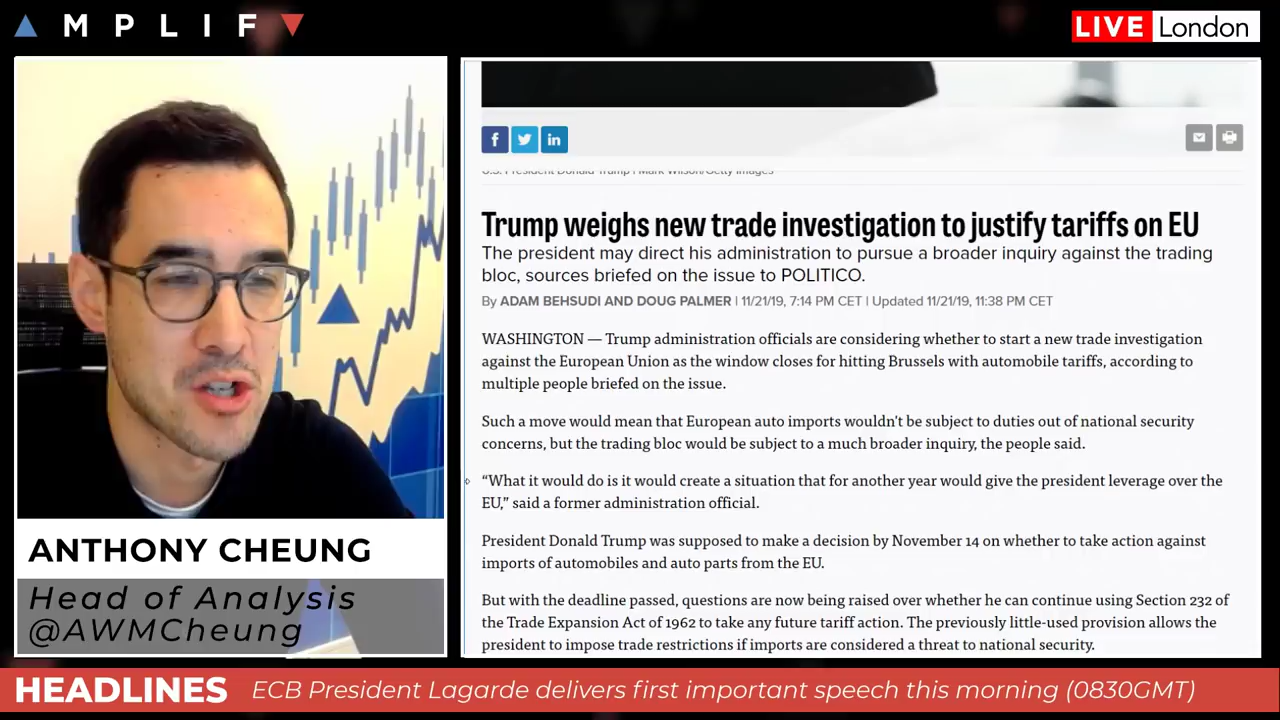 AMPLIFY
LIVE London
f
in
U.S. President Donald Trump | Mark Wilson/Getty Images
Trump weighs new trade investigation to justify tariffs on EU
The president may direct his administration to pursue a broader inquiry against the trading
bloc, sources briefed on the issue to POLITICO.
By ADAM BEHSUDI AND DOUG PALMER | 11/21/19, 7:14 PM CET | Updated 11/21/19, 11:38 PM CET
WASHINGTON — Trump administration officials are considering whether to start a new trade investigation
against the European Union as the window closes for hitting Brussels with automobile tariffs, according to
multiple people briefed on the issue.
Such a move would mean that European auto imports wouldn't be subject to duties out of national security
concerns, but the trading bloc would be subject to a much broader inquiry, the people said.
“What it would do is it would create a situation that for another year would give the president leverage over the
EU,” said a former administration official.
President Donald Trump was supposed to make a decision by November 14 on whether to take action against
imports of automobiles and auto parts from the EU.
But with the deadline passed, questions are now being raised over whether he can continue using Section 232 of
the Trade Expansion Act of 1962 to take any future tariff action. The previously little-used provision allows the
president to impose trade restrictions if imports are considered a threat to national security.
ANTHONY CHEUNG
Head of Analysis
@AWMCheung
HEADLINES ECB President Lagarde delivers first important speech this morning (0830GMT)